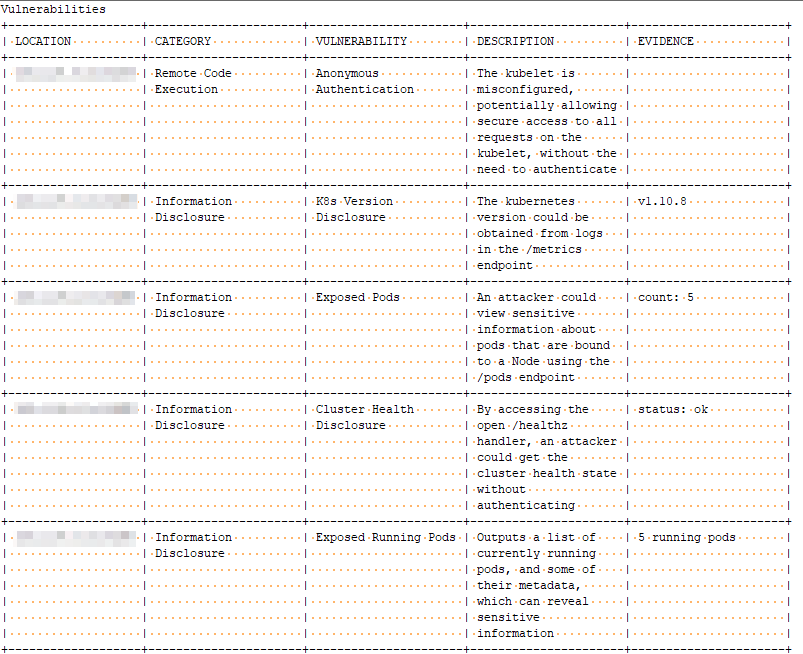 Vulnerabilities
LOCATION CATEGORY VULNERABILITY DESCRIPTION EVIDENCE
Remote Code Anonymous The kubelet is
Execution Authentication misconfigured,
potentially allowing
secure access to all
requests on the
kubelet, without the
need to authenticate
Information K8s Version The kubernetes v1.10.8
Disclosure Disclosure version could be
obtained from logs
in the /metrics
endpoint
Information Exposed Pods An attacker could count: 5
Disclosure view sensitive
information about
pods that are bound
to a Node using the
/pods endpoint
Information Cluster Health By accessing the status: ok
Disclosure Disclosure open /healthz
handler, an attacker
could get the
cluster health state
without
authenticating
Information Exposed Running Pods Outputs a list of 5 running pods
Disclosure currently running
pods, and some of
their metadata,
which can reveal
sensitive
information